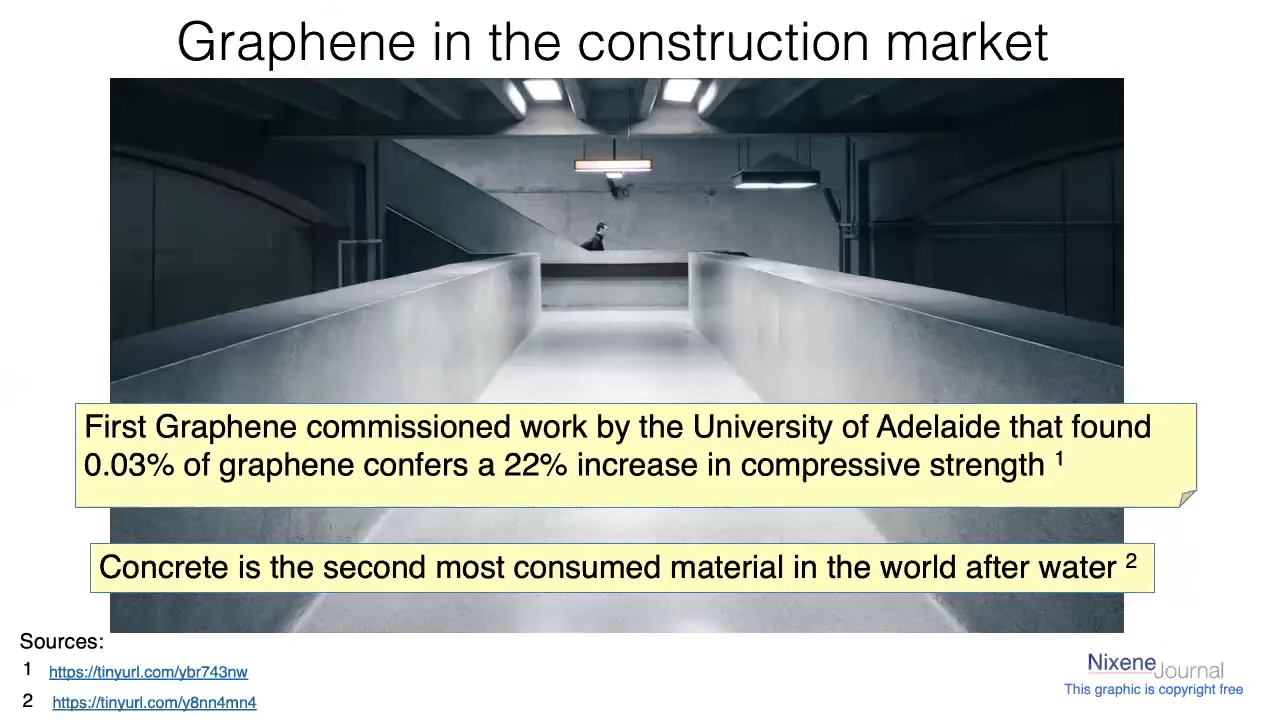 Graphene in the construction market
First Graphene commissioned work by the University of Adelaide that found
0.03% of graphene confers a 22% increase in compressive strength 1
Concrete is the second most consumed material in the world after water 2
Sources:
1 https://tinyurl.com/ybr743nw
2 https://tinyurl.com/y8nn4mn4
Nixene Journal
This graphic is copyright free